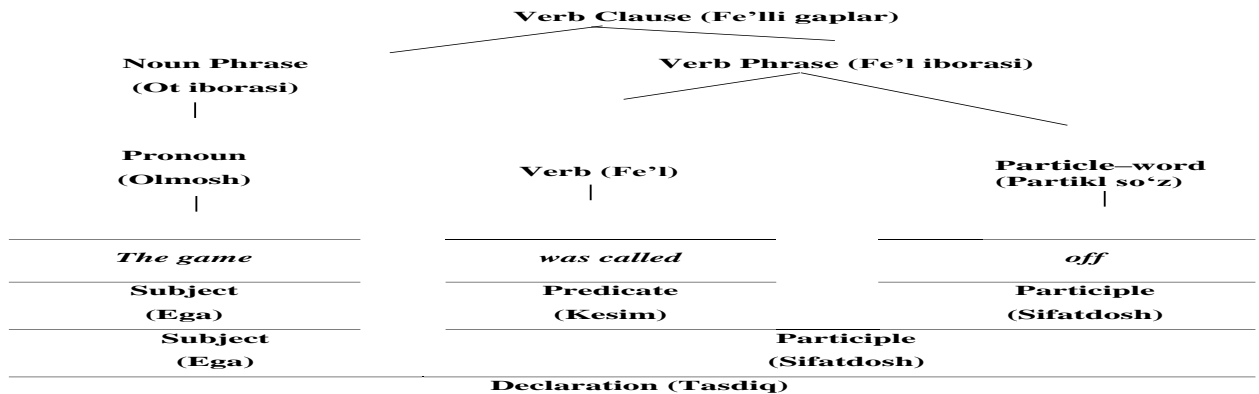 Verb Clause (Fe’lli gaplar)
Noun Phrase
(Ot iborasi)
Verb Phrase (Fe’l iborasi)
Pronoun
(Olmosh)
Verb (Fe’l)
Particle–word
(Partikl so‘z)
The game
was called
off
Subject
(Ega)
Predicate
(Kesim)
Participle
(Sifatdosh)
Subject
(Ega)
Participle
(Sifatdosh)
Declaration (Tasdiq)